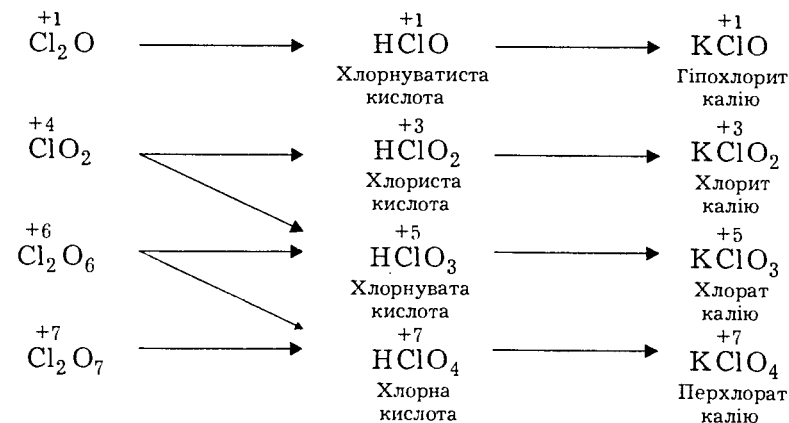 +1 +1 +1
Cl₂O HClO KClO
Хлорнуватиста Гіпохлорит
кислота калію
+4 +3 +3
ClO₂ HClO₂ KClO₂
Хлориста Хлорит
кислота калію
+6 +5 +5
Cl₂O₆ HClO₃ KClO₃
Хлорнувата Хлорат
кислота калію
+7 +7 +7
Cl₂O₇ HClO₄ KClO₄
Хлорна Перхлорат
кислота калію